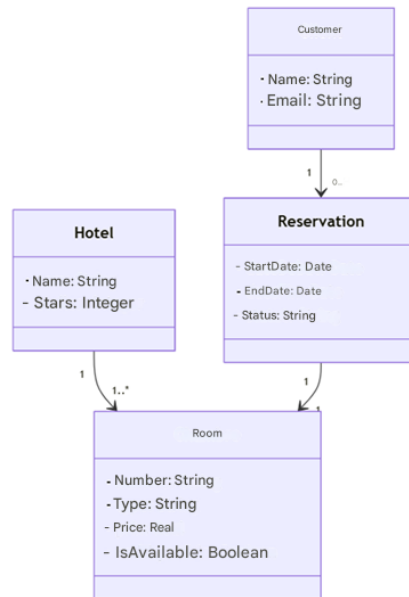 Customer
- Name: String
- Email: String
1
0..
Hotel
- Name: String
- Stars: Integer
Reservation
- StartDate: Date
- EndDate: Date
- Status: String
1
1..*
1
1
Room
- Number: String
- Type: String
- Price: Real
- IsAvailable: Boolean